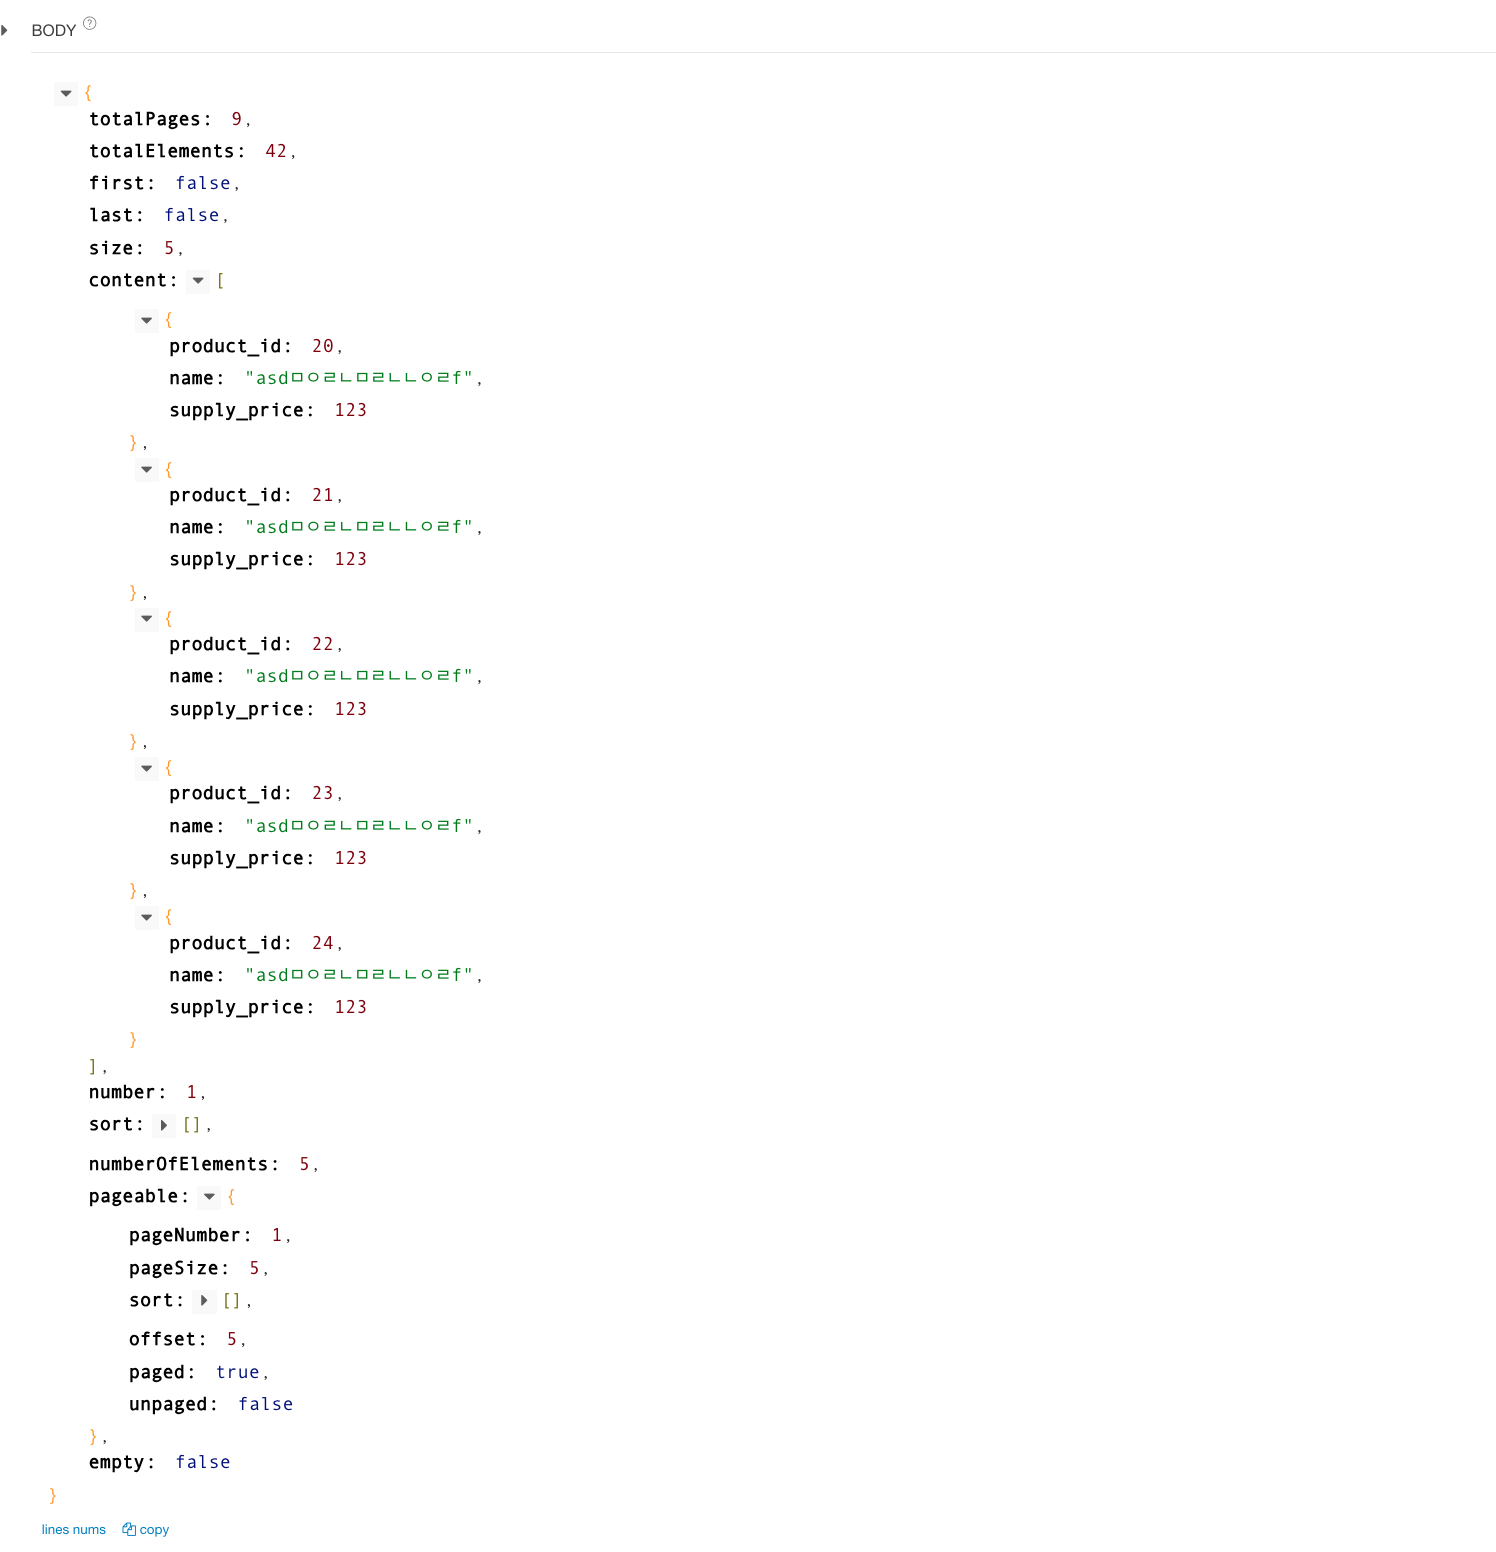 BODY ?
{
totalPages: 9,
totalElements: 42,
first: false,
last: false,
size: 5,
content: [
{
product_id: 20,
name: "asdㅁㅇㄹㄴㅁㄹㄴㄴㅇㄹf",
supply_price: 123
},
{
product_id: 21,
name: "asdㅁㅇㄹㄴㅁㄹㄴㄴㅇㄹf",
supply_price: 123
},
{
product_id: 22,
name: "asdㅁㅇㄹㄴㅁㄹㄴㄴㅇㄹf",
supply_price: 123
},
{
product_id: 23,
name: "asdㅁㅇㄹㄴㅁㄹㄴㄴㅇㄹf",
supply_price: 123
},
{
product_id: 24,
name: "asdㅁㅇㄹㄴㅁㄹㄴㄴㅇㄹf",
supply_price: 123
}
],
number: 1,
sort: [],
numberOfElements: 5,
pageable: {
pageNumber: 1,
pageSize: 5,
sort: [],
offset: 5,
paged: true,
unpaged: false
},
empty: false
}
lines nums copy